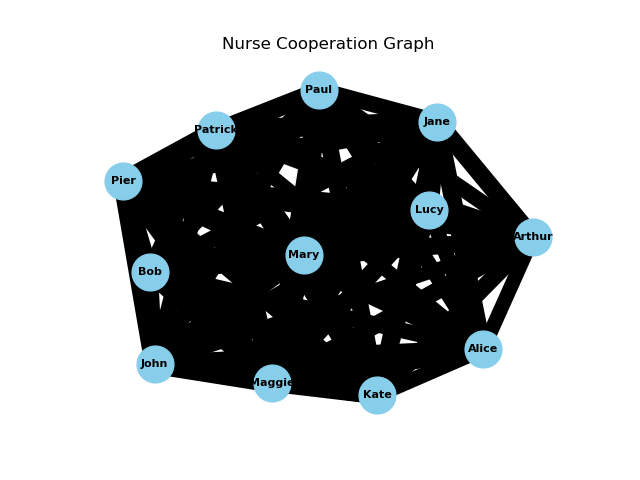 Nurse Cooperation Graph
Paul
Jane
Patrick
Pier
Lucy
Arthur
Mary
Bob
Alice
John
Maggie
Kate